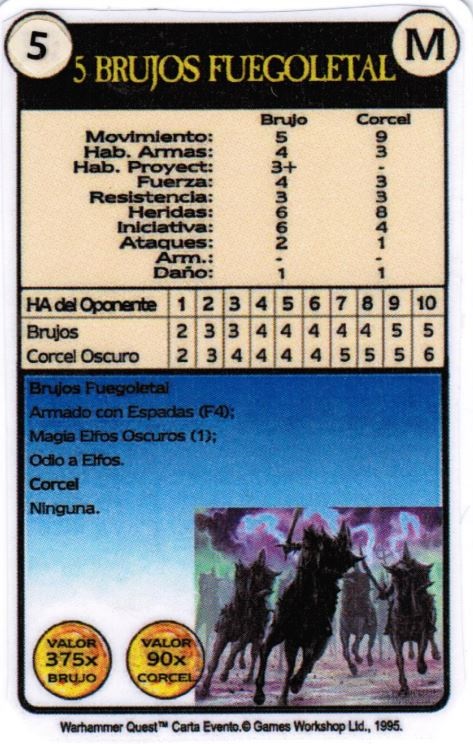 5
M
5 BRUJOS FUEGOLETAL
Brujo Corcel
Movimiento: 5 9
Hab. Armas: 4 3
Hab. Proyect: 3+ -
Fuerza: 4 3
Resistencia: 3 3
Heridas: 6 8
Iniciativa: 6 4
Ataques: 2 1
Arm.: - -
Daño: 1 1
HA del Oponente 1 2 3 4 5 6 7 8 9 10
Brujos 2 3 3 4 4 4 4 4 5 5
Corcel Oscuro 2 3 4 4 4 4 5 5 5 6
Brujos Fuegoletal
Armado con Espadas (F4);
Magia Elfos Oscuros (1);
Odio a Elfos.
Corcel
Ninguna.
VALOR
375x
BRUJO
VALOR
90x
CORCEL
Warhammer Quest™ Carta Evento.© Games Workshop Ltd., 1995.